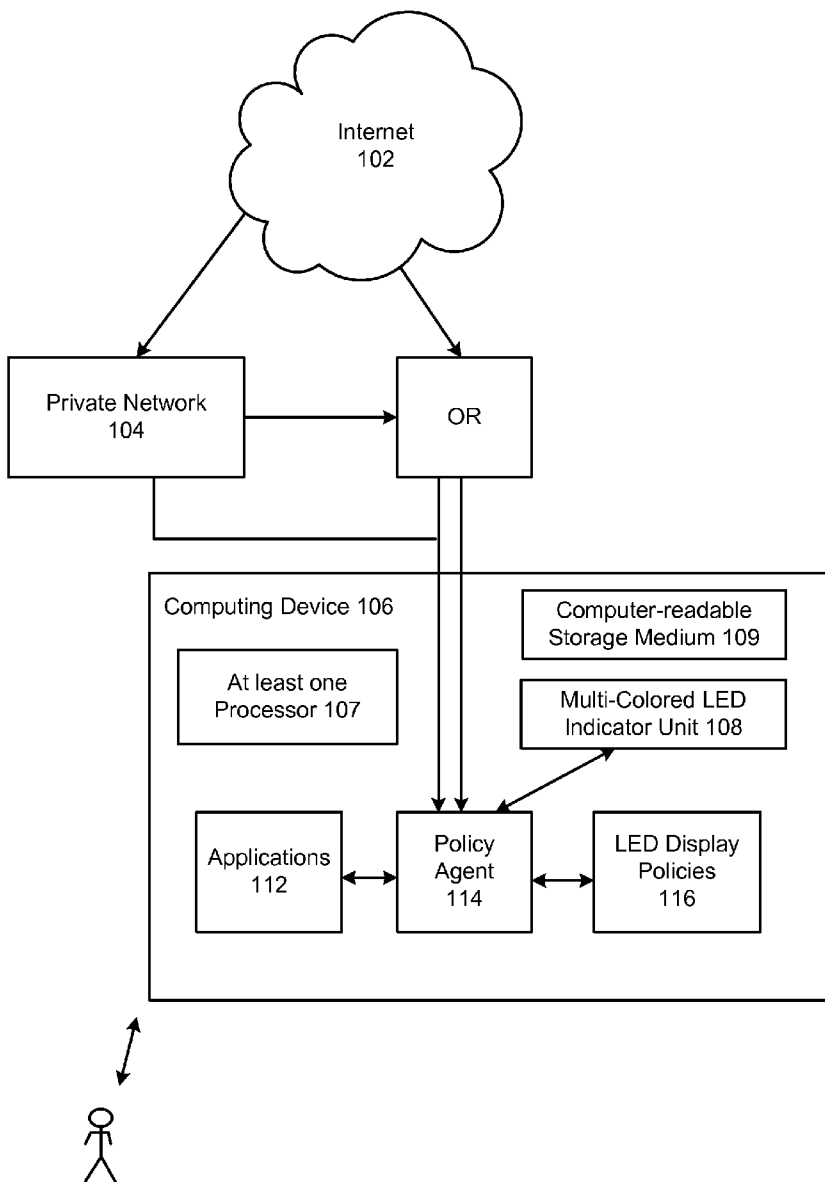 Internet
102
Private Network
104
OR
Computing Device 106
Computer-readable
Storage Medium 109
At least one
Processor 107
Multi-Colored LED
Indicator Unit 108
Applications
112
Policy
Agent
114
LED Display
Policies
116